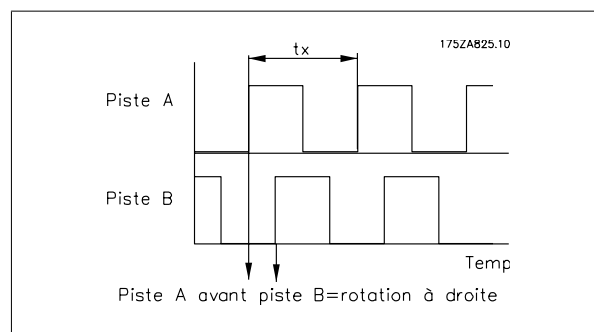 175ZA825.10
tx
Piste A
Piste B
Temp
Piste A avant piste B=rotation à droite